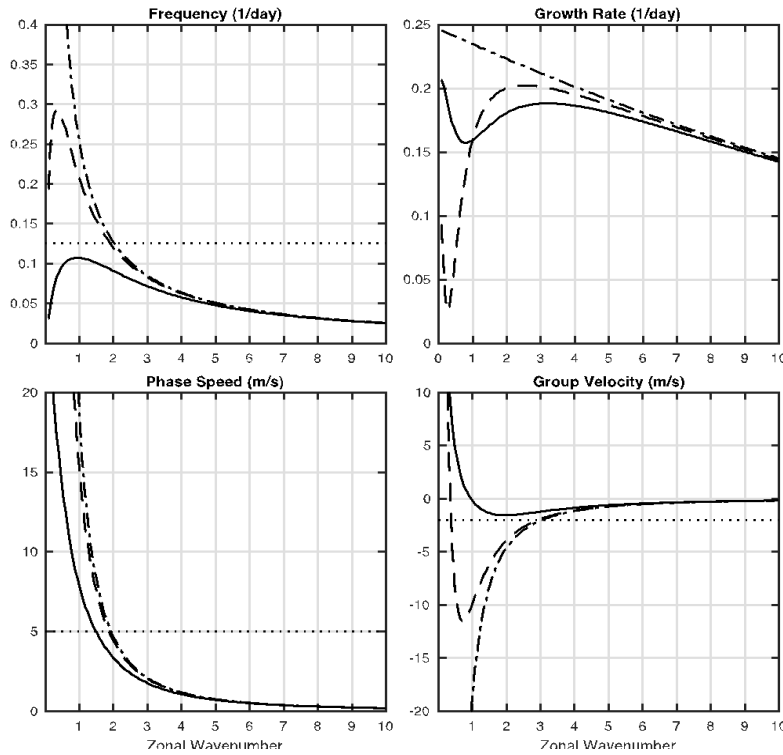 Frequency (1/day)
0.4
0.35
0.3
0.25
0.2
0.15
0.1
0.05
0
1 2 3 4 5 6 7 8 9 10
Growth Rate (1/day)
0.25
0.2
0.15
0.1
0.05
0
0 1 2 3 4 5 6 7 8 9 10
Phase Speed (m/s)
20
15
10
5
0
1 2 3 4 5 6 7 8 9 10
Zonal Wavenumber
Group Velocity (m/s)
10
5
0
-5
-10
-15
-20
1 2 3 4 5 6 7 8 9 10
Zonal Wavenumber